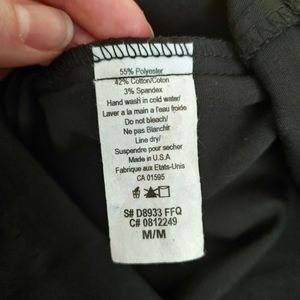 55% Polyester
42% Cotton/Coton
3% Spandex
Hand wash in cold water/
Laver a la main a l'eau froide
Do not bleach/
Ne pas Blanchir
Line dry/
Suspendre pour secher
Made in U.S.A
Fabrique aux Etats-Unis
CA 01595
S# D8933 FFQ
C# 0812249
M/M